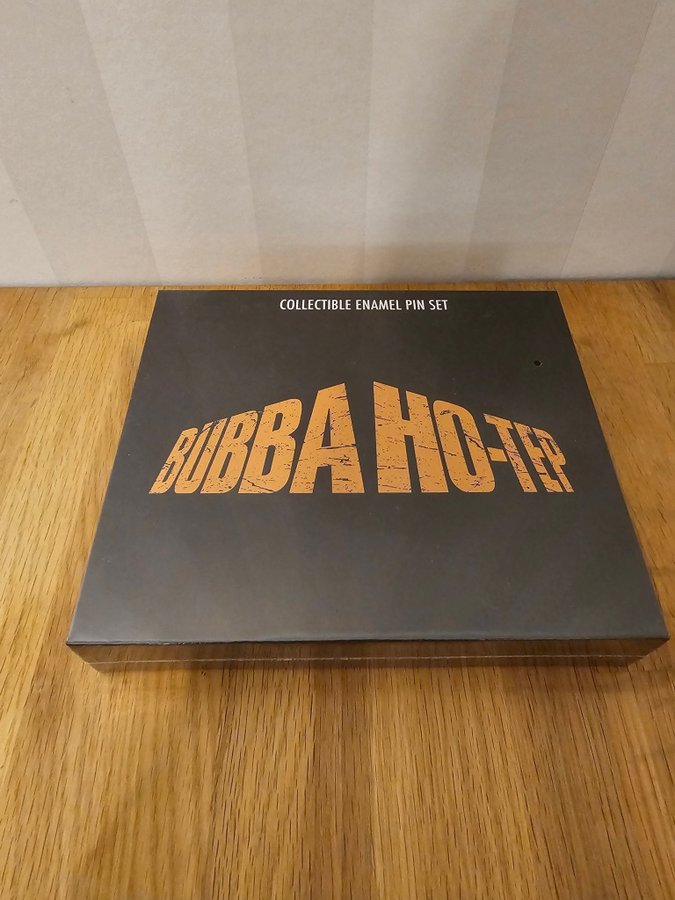 COLLECTIBLE ENAMEL PIN SET
BUBBA HO-TEP